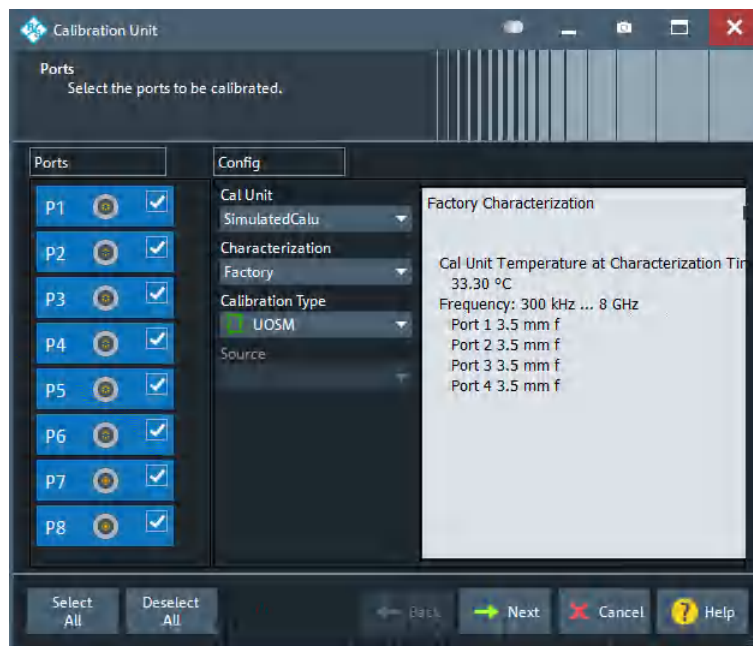 Calibration Unit
Ports
Select the ports to be calibrated.
Ports
P1
P2
P3
P4
P5
P6
P7
P8
Config
Cal Unit
SimulatedCalu
Characterization
Factory
Calibration Type
UOSM
Source
Factory Characterization
Cal Unit Temperature at Characterization Tim
33.30 ºC
Frequency: 300 kHz ... 8 GHz
Port 1 3.5 mm f
Port 2 3.5 mm f
Port 3 3.5 mm f
Port 4 3.5 mm f
Select All
Deselect All
Back
Next
Cancel
? Help